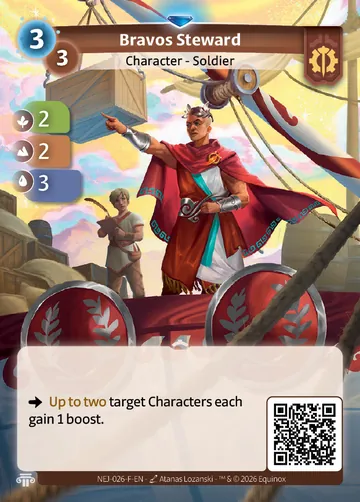 3
3
Bravos Steward
Character - Soldier
2
2
3
Up to two target Characters each
gain 1 boost.
NEJ-026-F-EN - Atanas Lozanski - ™ & © 2026 Equinox